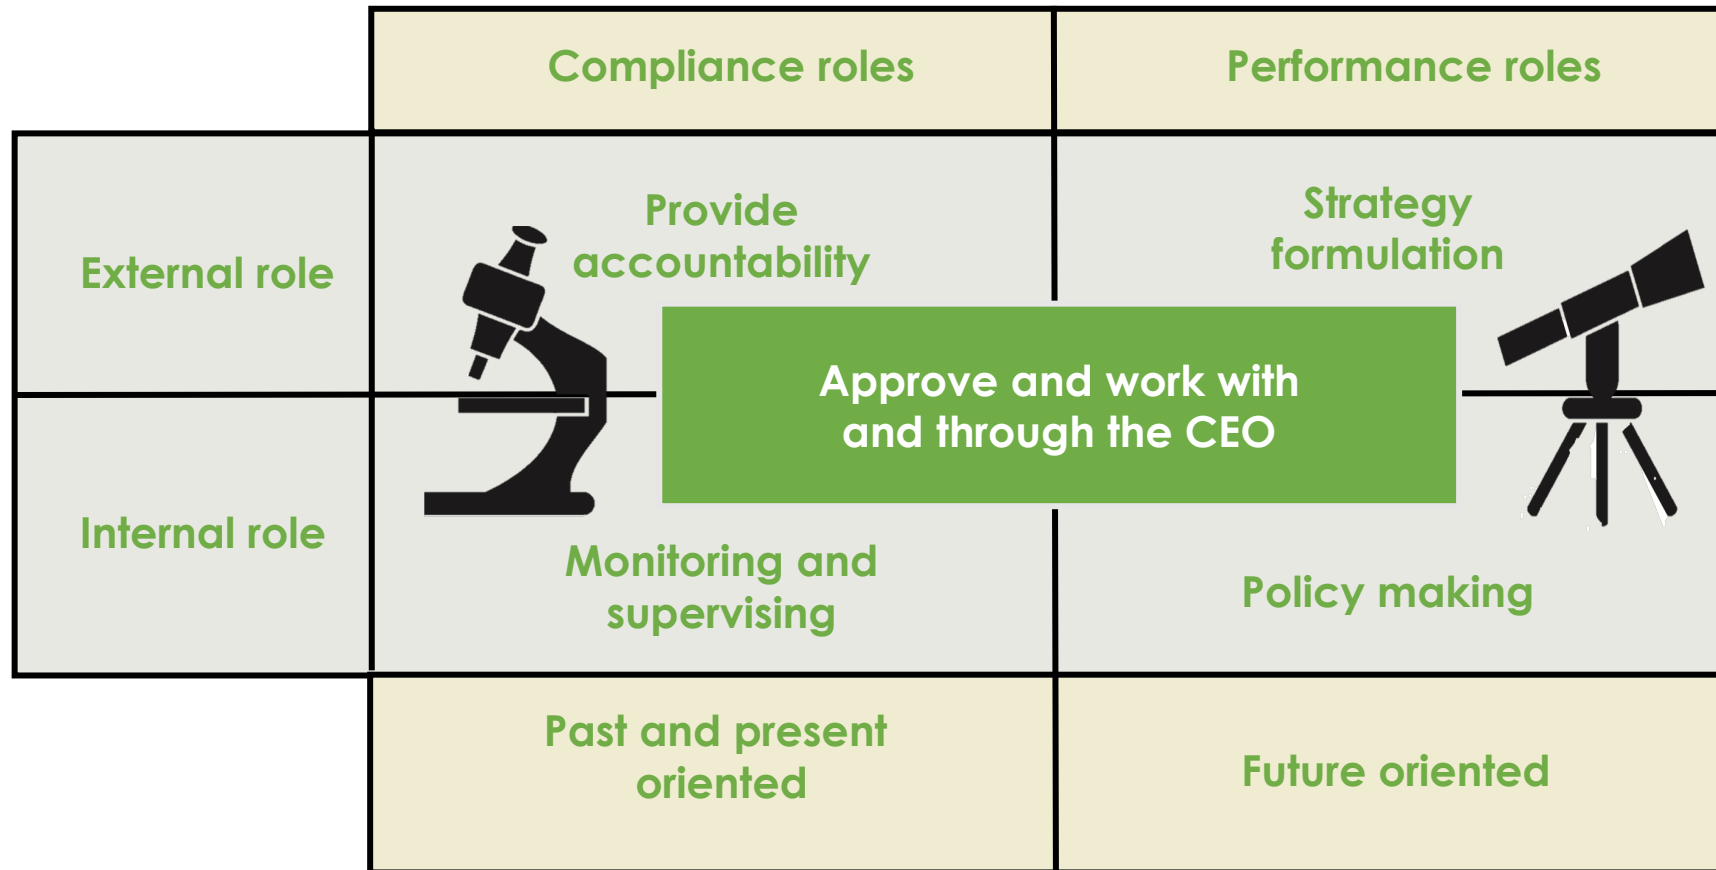 Compliance roles
Performance roles
External role
Provide
accountability
Strategy
formulation
Approve and work with
and through the CEO
Internal role
Monitoring and
supervising
Policy making
Past and present
oriented
Future oriented